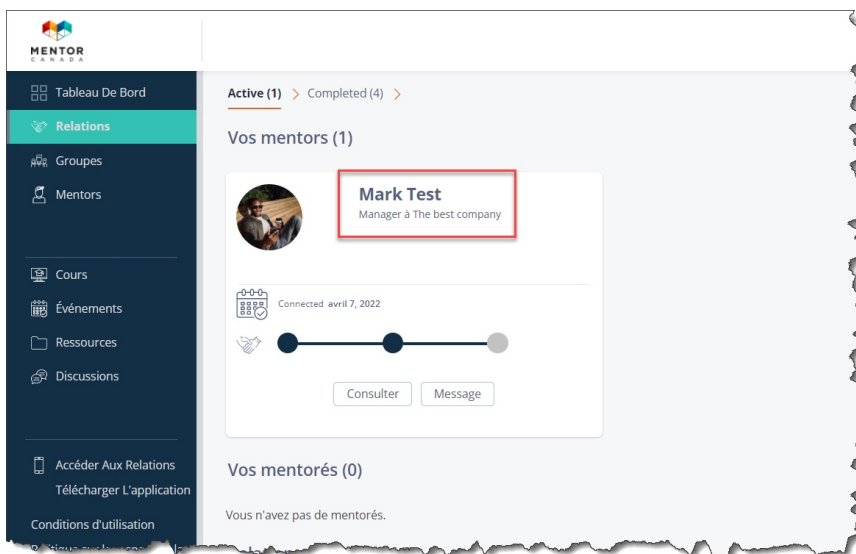 MENTOR
CANADA
Tableau De Bord
Relations
Groupes
Mentors
Cours
Événements
Ressources
Discussions
Accéder Aux Relations
Télécharger L'application
Conditions d'utilisation
Active (1) > Completed (4) >
Vos mentors (1)
Mark Test
Manager à The best company
Connected avril 7, 2022
Consulter Message
Vos mentorés (0)
Vous n'avez pas de mentorés.